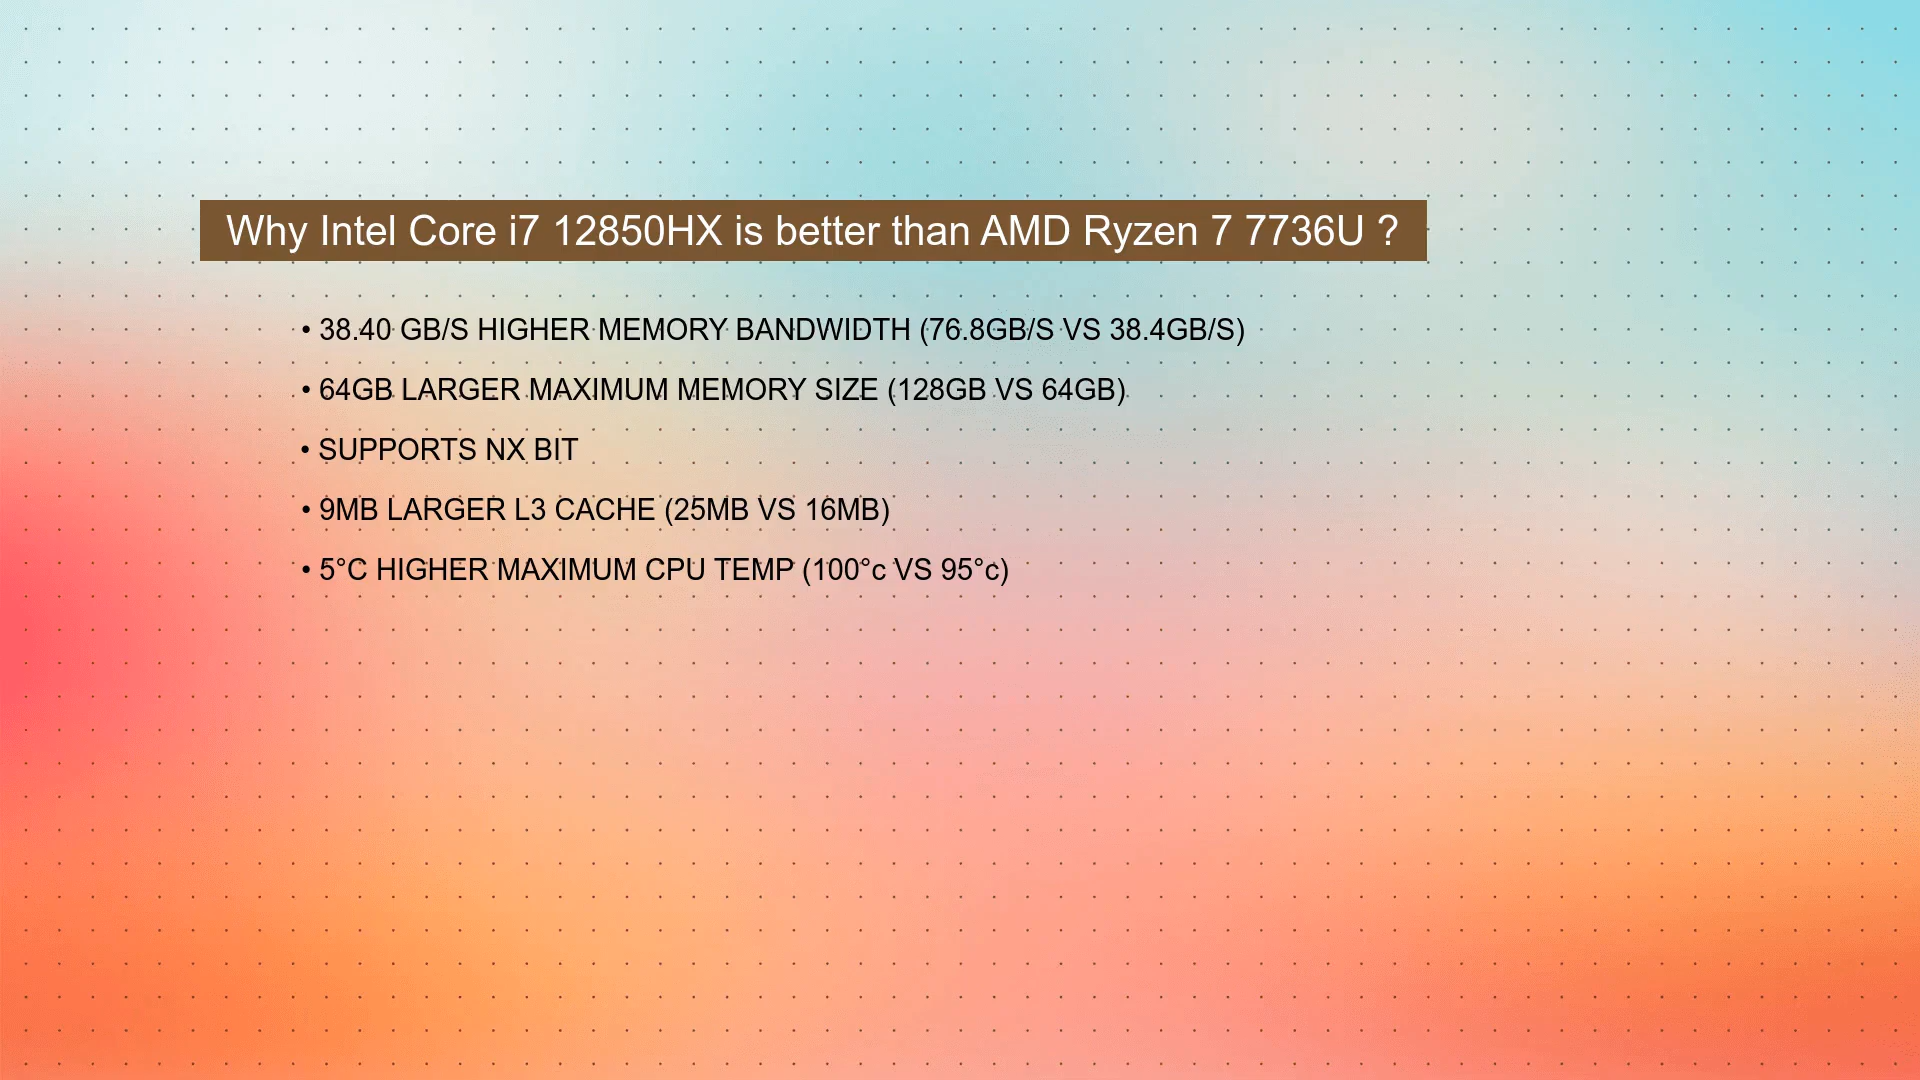 Why Intel Core i7 12850HX is better than AMD Ryzen 7 7736U ?
• 38.40 GB/S HIGHER MEMORY BANDWIDTH (76.8GB/S VS 38.4GB/S)
• 64GB LARGER MAXIMUM MEMORY SIZE (128GB VS 64GB)
• SUPPORTS NX BIT
• 9MB LARGER L3 CACHE (25MB VS 16MB)
• 5°C HIGHER MAXIMUM CPU TEMP (100°c VS 95°c)